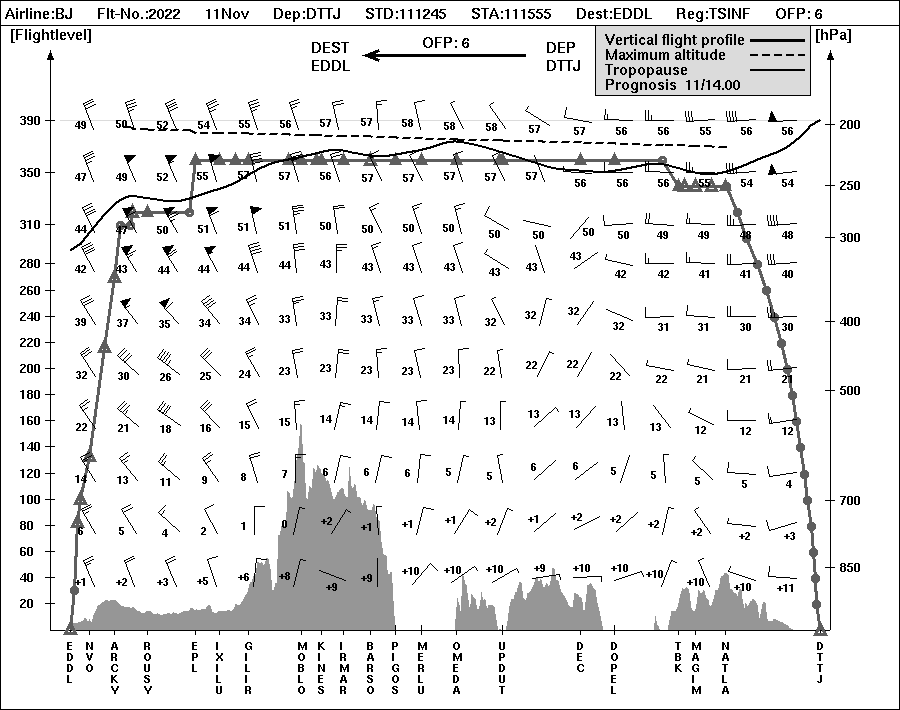 Airline:BJ Flt-No.:2022 11Nov Dep:DTTJ STD:111245 STA:111555 Dest:EDDL Reg:TSINF OFP: 6
[Flightlevel] [hPa]
DEST OFP: 6 DEP
EDDL DTTJ
Vertical flight profile
Maximum altitude
Tropopause
Prognosis 11/14.00
390 49 50 52 54 55 56 57 57 58 58 58 57 57 56 56 55 56 56 200
350 47 49 52 55 57 57 57 56 57 57 57 57 57 56 56 56 55 54 54 250
310 44 47 50 51 51 51 50 50 50 50 50 50 50 50 50 49 49 48 48 300
280 42 43 44 44 44 44 43 43 43 43 43 43 43 43 42 42 41 41 40
260
240 39 37 35 34 34 33 33 33 33 33 32 32 32 32 31 31 30 30 400
220
200 32 30 26 25 24 23 23 23 23 23 22 22 22 22 22 21 21 21 500
180
160 22 21 18 16 15 15 14 14 14 14 13 13 13 13 13 12 12 12
140
120 14 13 11 9 8 7 6 6 6 5 5 6 6 5 5 5 5 4
100 700
80 6 5 4 2 1 0 +2 +1 +1 +1 +2 +1 +2 +2 +2 +2 +2 +3
60
40 +1 +2 +3 +5 +6 +8 +9 +9 +10 +10 +10 +9 +10 +10 +10 +10 +10 +11 850
20
EDDL NVO ARCKY ROUSY EPL IXILU GILIR MOBLO KINES IRMAR BARSO PIGOS MERLU OMEDA UPDUT DEC DOPEL TBK MAGIM NATLA DTTJ